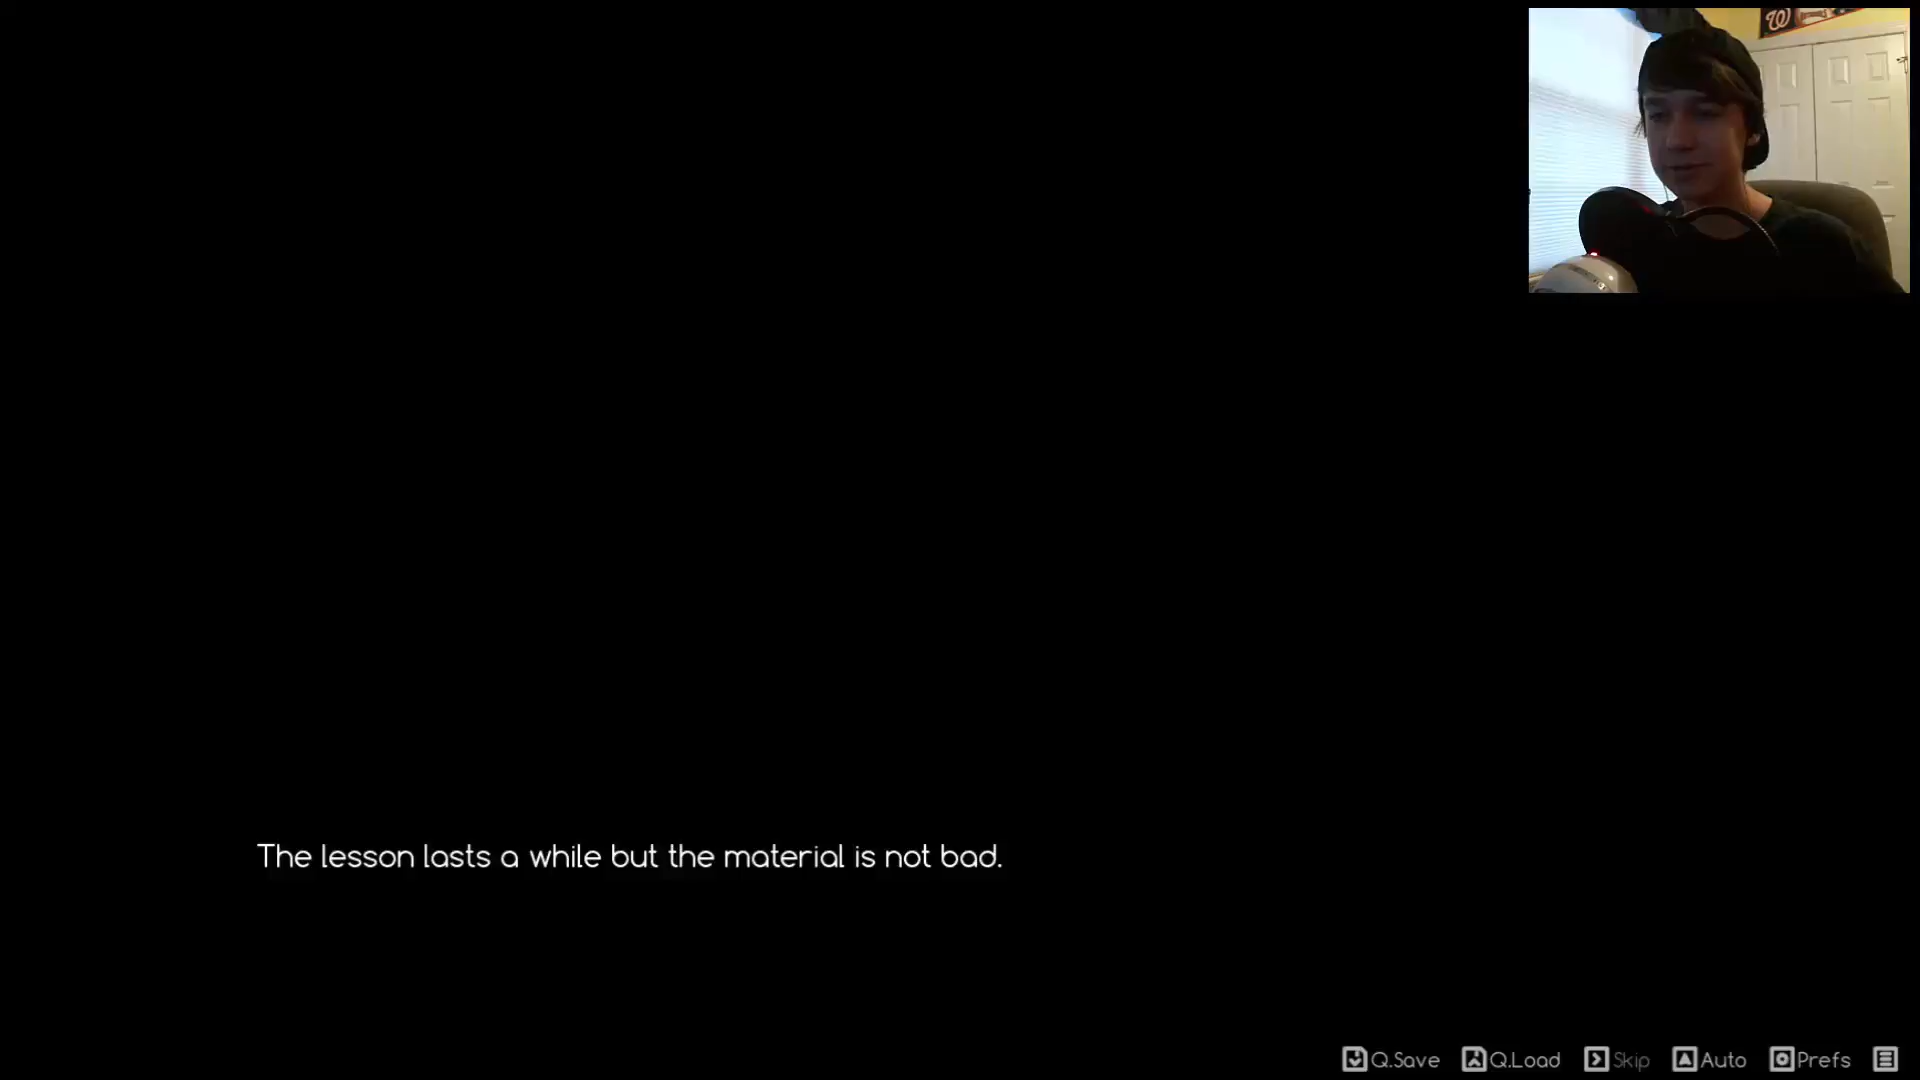 W
The lesson lasts a while but the material is not bad.
Q.Save Q.Load Skip Auto Prefs